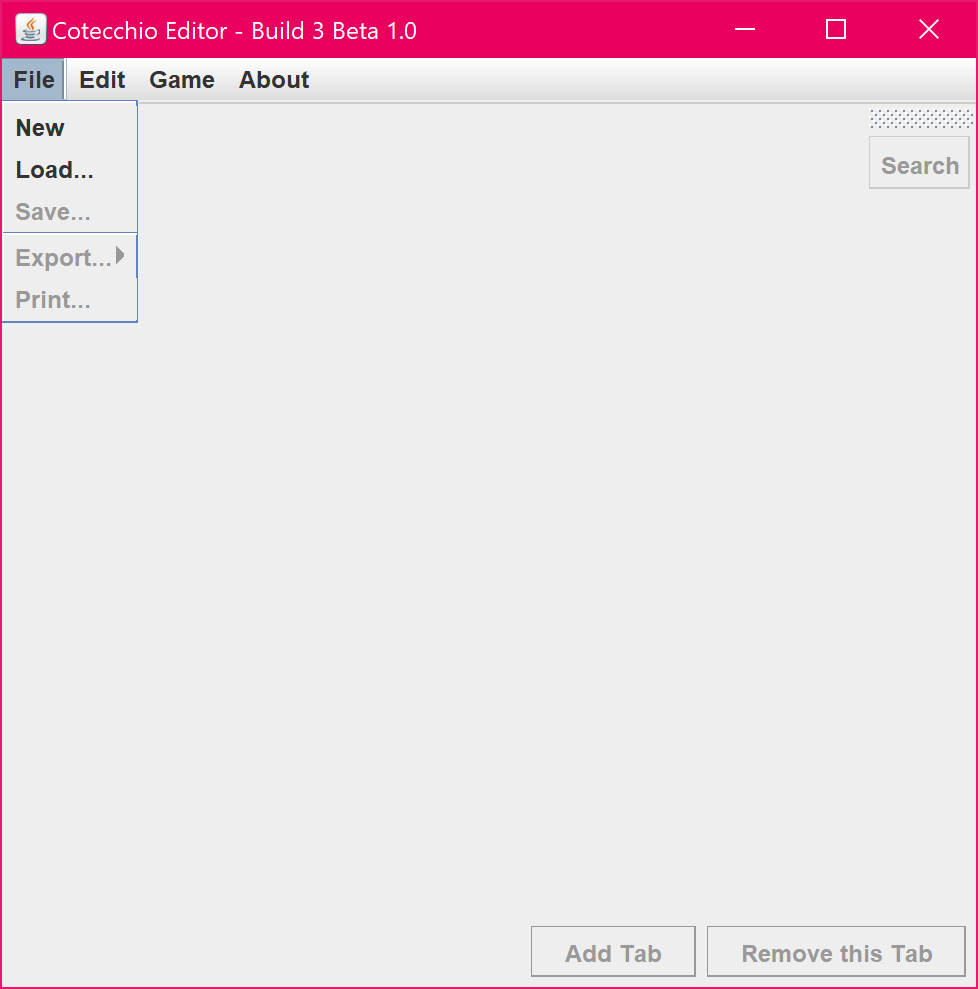 Cotecchio Editor - Build 3 Beta 1.0
File Edit Game About
New
Load...
Save...
Export...
Print...
Search
Add Tab Remove this Tab